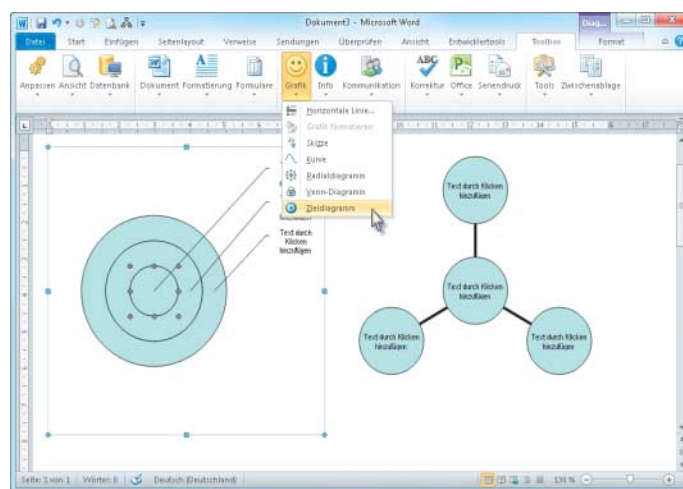 Dokument3 - Microsoft Word
Diag...
Datei Start Einfügen Seitenlayout Verweise Sendungen Überprüfen Ansicht Entwicklertools Toolbox Format
Anpassen Ansicht Datenbank Dokument Formatierung Formulare Grafik Info Kommunikation Korrektur Office Seriendruck Tools Zwischenablage
Horizontale Linie...
Grafik formatieren
Skizze
Kurve
Radialdiagramm
Venn-Diagramm
Zieldiagramm
Text durch
Klicken
hinzufügen
Text durch Klicken
hinzufügen
Text durch Klicken
hinzufügen
Text durch Klicken
hinzufügen
Text durch Klicken
hinzufügen
Seite: 1 von 1 Wörter: 0 Deutsch (Deutschland)